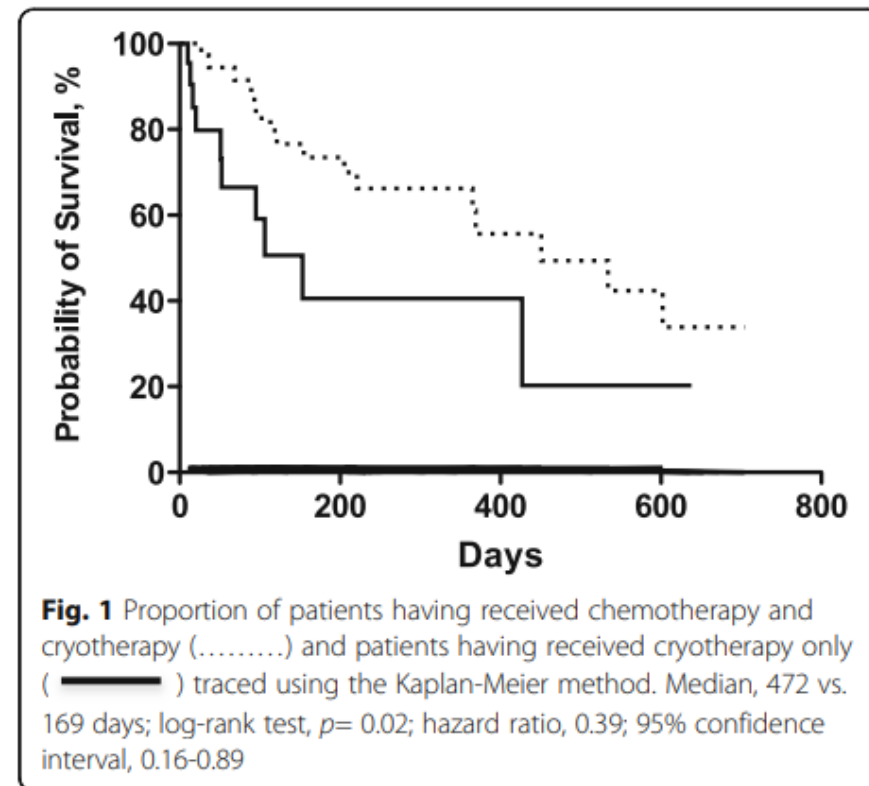 100
80
60
40
20
0
Probability of Survival, %
0 200 400 600 800
Days
Fig. 1 Proportion of patients having received chemotherapy and
cryotherapy (.........) and patients having received cryotherapy only
( ) traced using the Kaplan-Meier method. Median, 472 vs.
169 days; log-rank test, p= 0.02; hazard ratio, 0.39; 95% confidence
interval, 0.16-0.89